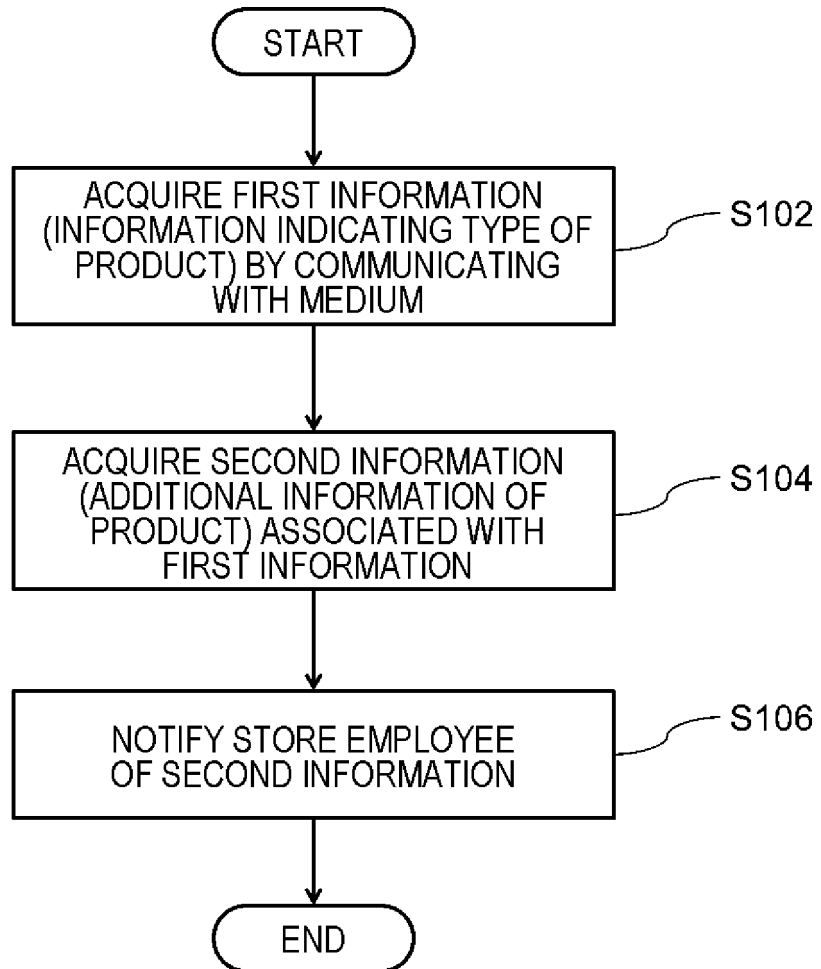 START
ACQUIRE FIRST INFORMATION
(INFORMATION INDICATING TYPE OF
PRODUCT) BY COMMUNICATING
WITH MEDIUM
S102
ACQUIRE SECOND INFORMATION
(ADDITIONAL INFORMATION OF
PRODUCT) ASSOCIATED WITH
FIRST INFORMATION
S104
NOTIFY STORE EMPLOYEE
OF SECOND INFORMATION
S106
END